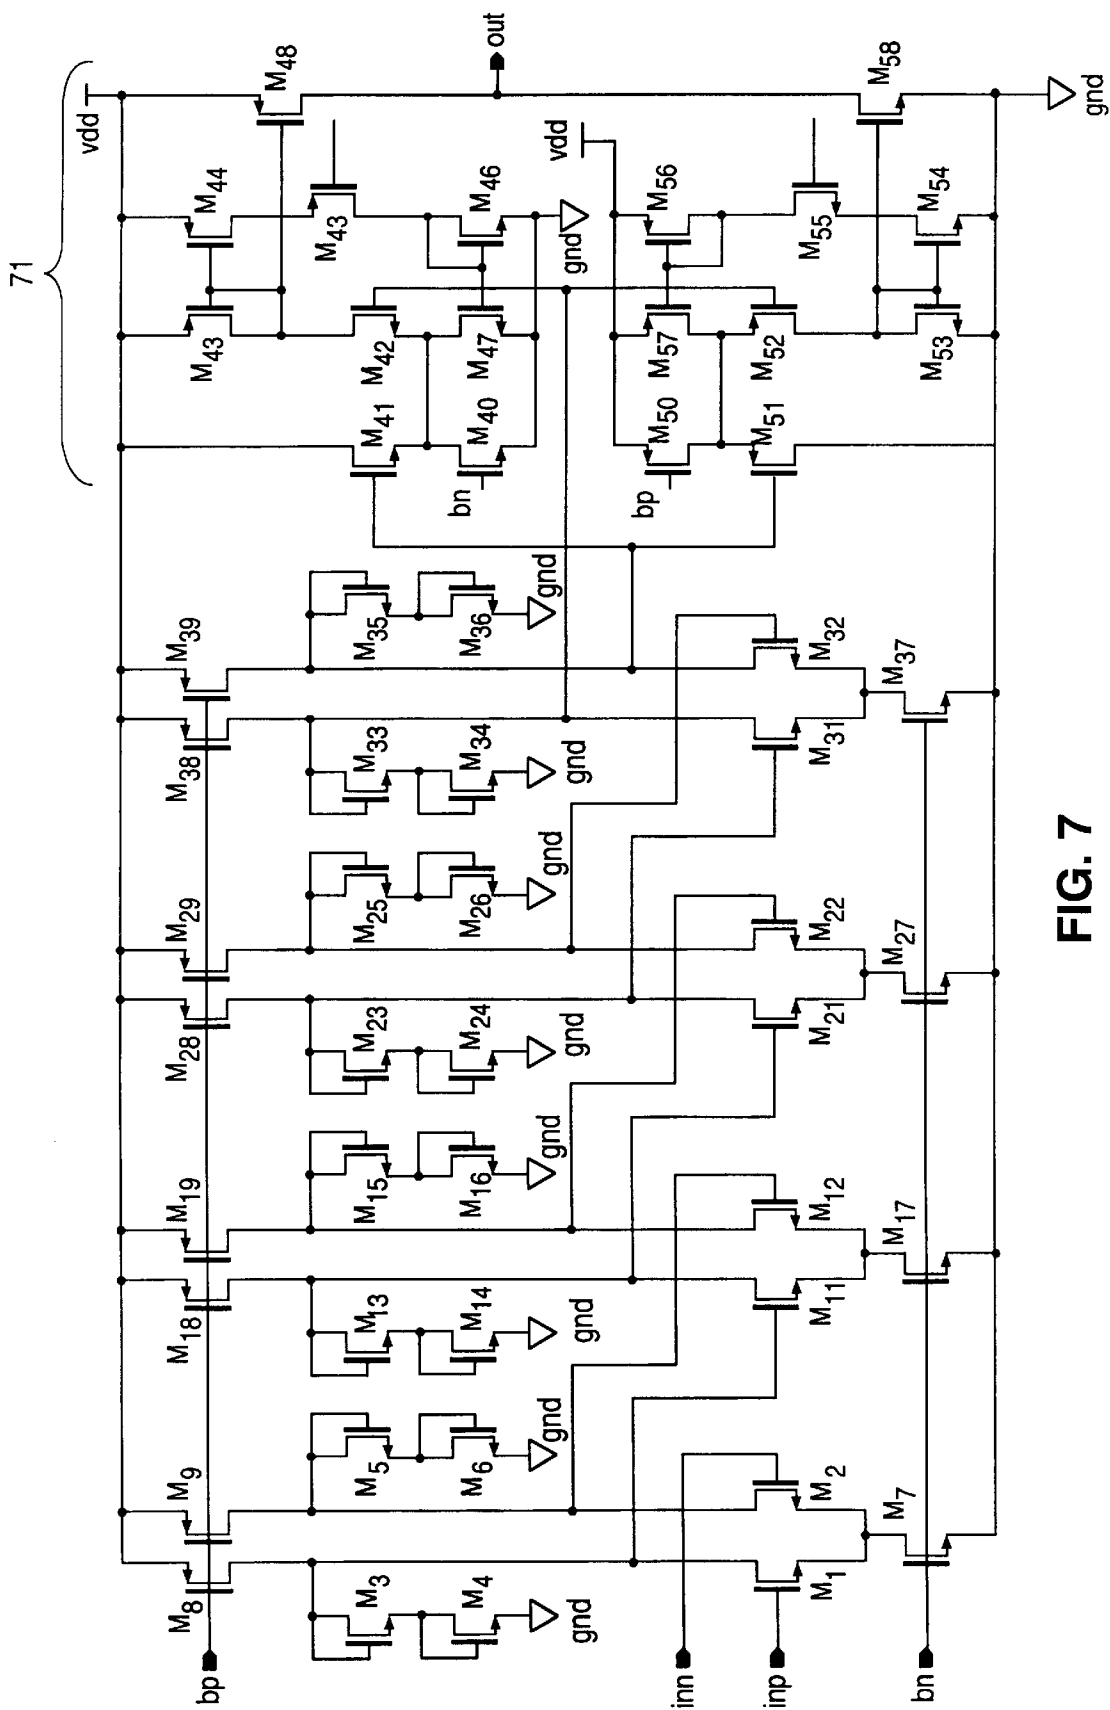 71
vdd
M44
M48
M43
M43
M42
M46
M41
M47
M40
bn
gnd
out
vdd
M56
M57
M50
bp
M52
M55
M51
M58
M54
M53
gnd
M39
M38
M35
M33
M36
M34
gnd
gnd
M32
M31
M37
M29
M28
M25
M23
M26
M24
gnd
gnd
M22
M21
M27
M19
M18
M15
M13
M16
M14
gnd
gnd
M12
M11
M17
M9
M8
M5
M3
M6
M4
gnd
gnd
M2
M1
M7
bp
inn
inp
bn
FIG. 7